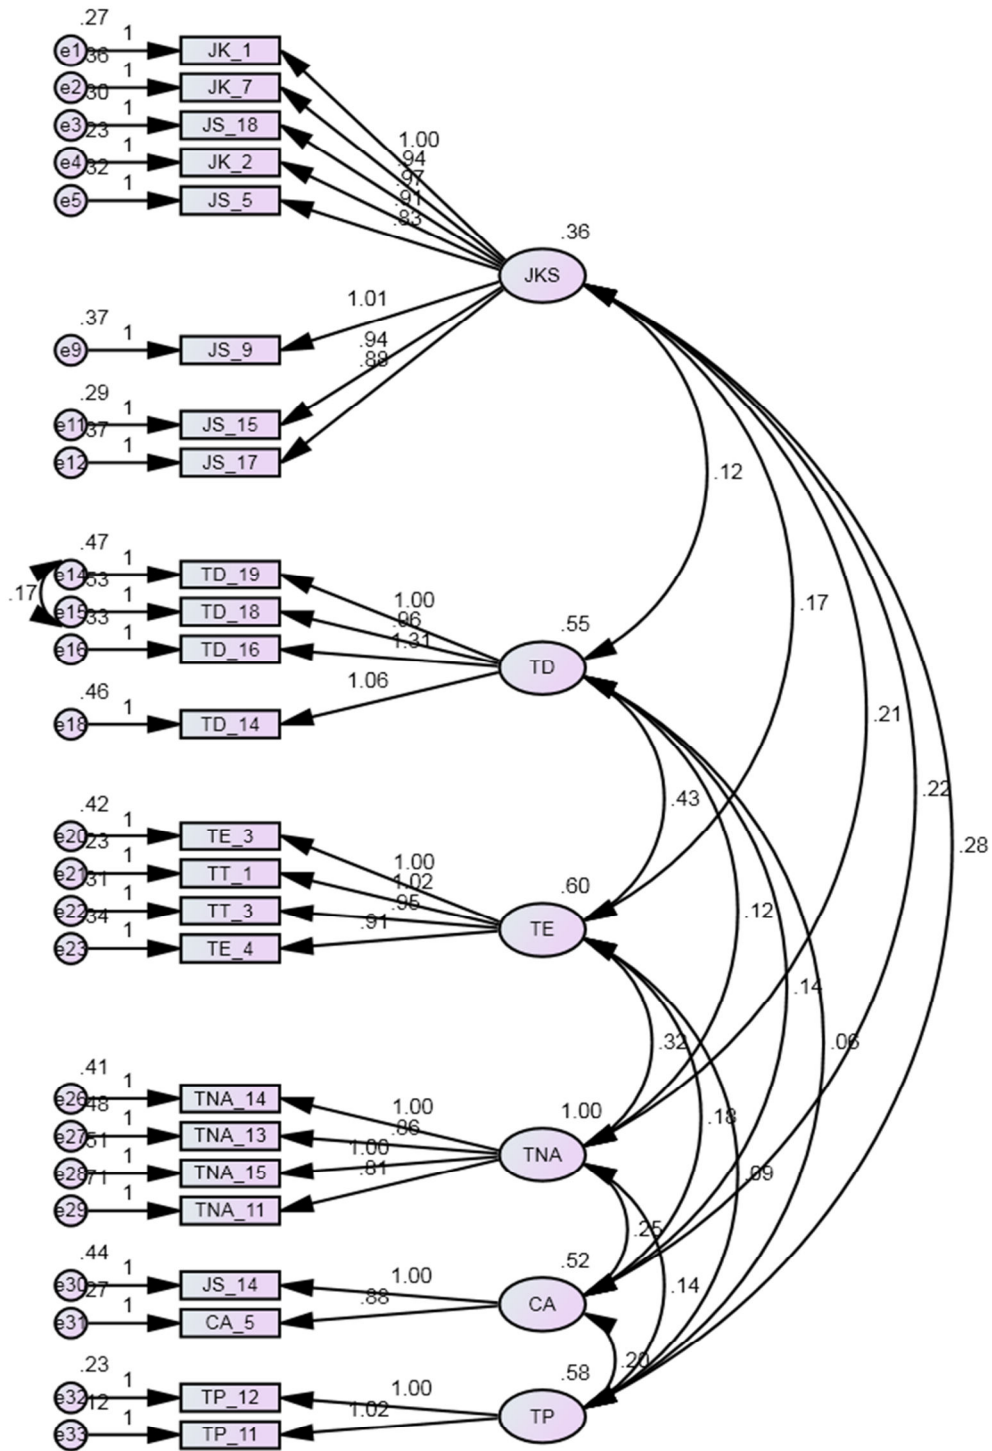 .27
e1 1 JK_1
.36
e2 1 JK_7
.30
e3 1 JS_18
.23
e4 1 JK_2
.32
e5 1 JS_5
1.00
.94
.97
.91
.83
.36
JKS
1.01
.37
e9 1 JS_9
.94
.88
.29
e11 1 JS_15
.37
e12 1 JS_17
.12
.47
e14 1 TD_19
.53
.17
e15 1 TD_18
.33
e16 1 TD_16
1.00
.96
1.31
.55
TD
.17
1.06
.46
e18 1 TD_14
.21
.43
.22
.28
.42
e20 1 TE_3
.23
e21 1 TT_1
.31
e22 1 TT_3
.34
e23 1 TE_4
1.00
1.02
.95
.91
.60
TE
.12
.14
.06
.32
.41
e26 1 TNA_14
.48
e27 1 TNA_13
.51
e28 1 TNA_15
.71
e29 1 TNA_11
1.00
.86
1.00
.81
1.00
TNA
.18
.09
.25
.44
e30 1 JS_14
.27
e31 1 CA_5
1.00
.88
.52
CA
.14
.20
.23
e32 1 TP_12
.12
e33 1 TP_11
1.00
1.02
.58
TP